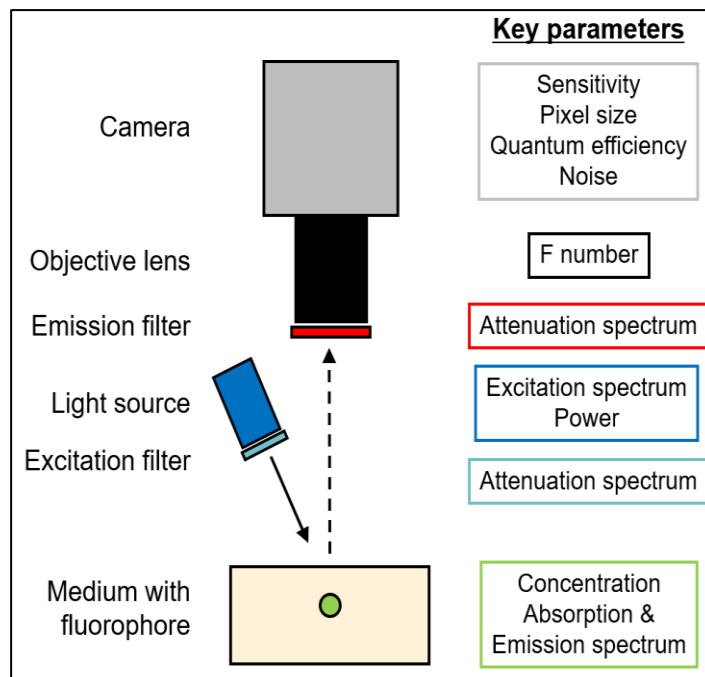 Key parameters
Camera
Sensitivity
Pixel size
Quantum efficiency
Noise
Objective lens
F number
Emission filter
Attenuation spectrum
Light source
Excitation spectrum
Power
Excitation filter
Attenuation spectrum
Medium with
fluorophore
Concentration
Absorption &
Emission spectrum